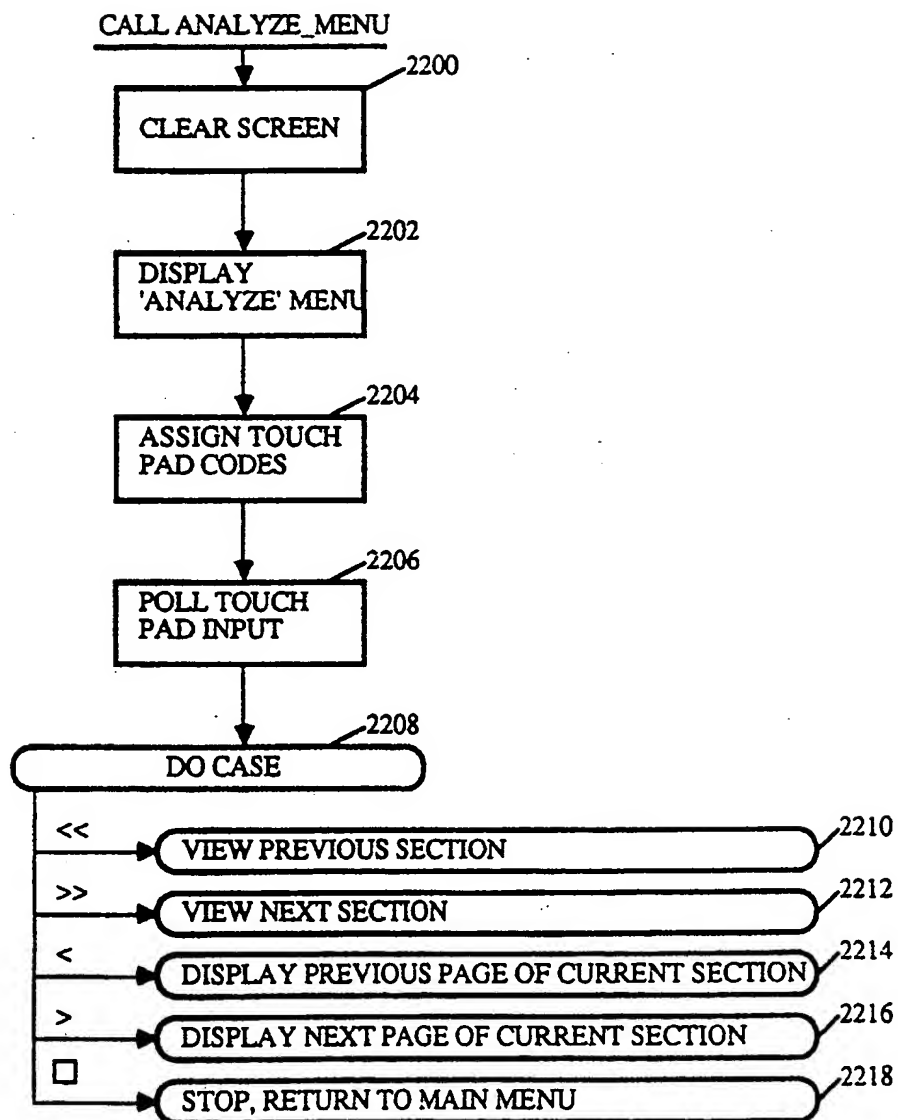 CALL ANALYZE_MENU
2200
CLEAR SCREEN
2202
DISPLAY
'ANALYZE' MENU
2204
ASSIGN TOUCH
PAD CODES
2206
POLL TOUCH
PAD INPUT
2208
DO CASE
<<
2210
VIEW PREVIOUS SECTION
>>
2212
VIEW NEXT SECTION
<
2214
DISPLAY PREVIOUS PAGE OF CURRENT SECTION
>
2216
DISPLAY NEXT PAGE OF CURRENT SECTION
□
2218
STOP, RETURN TO MAIN MENU